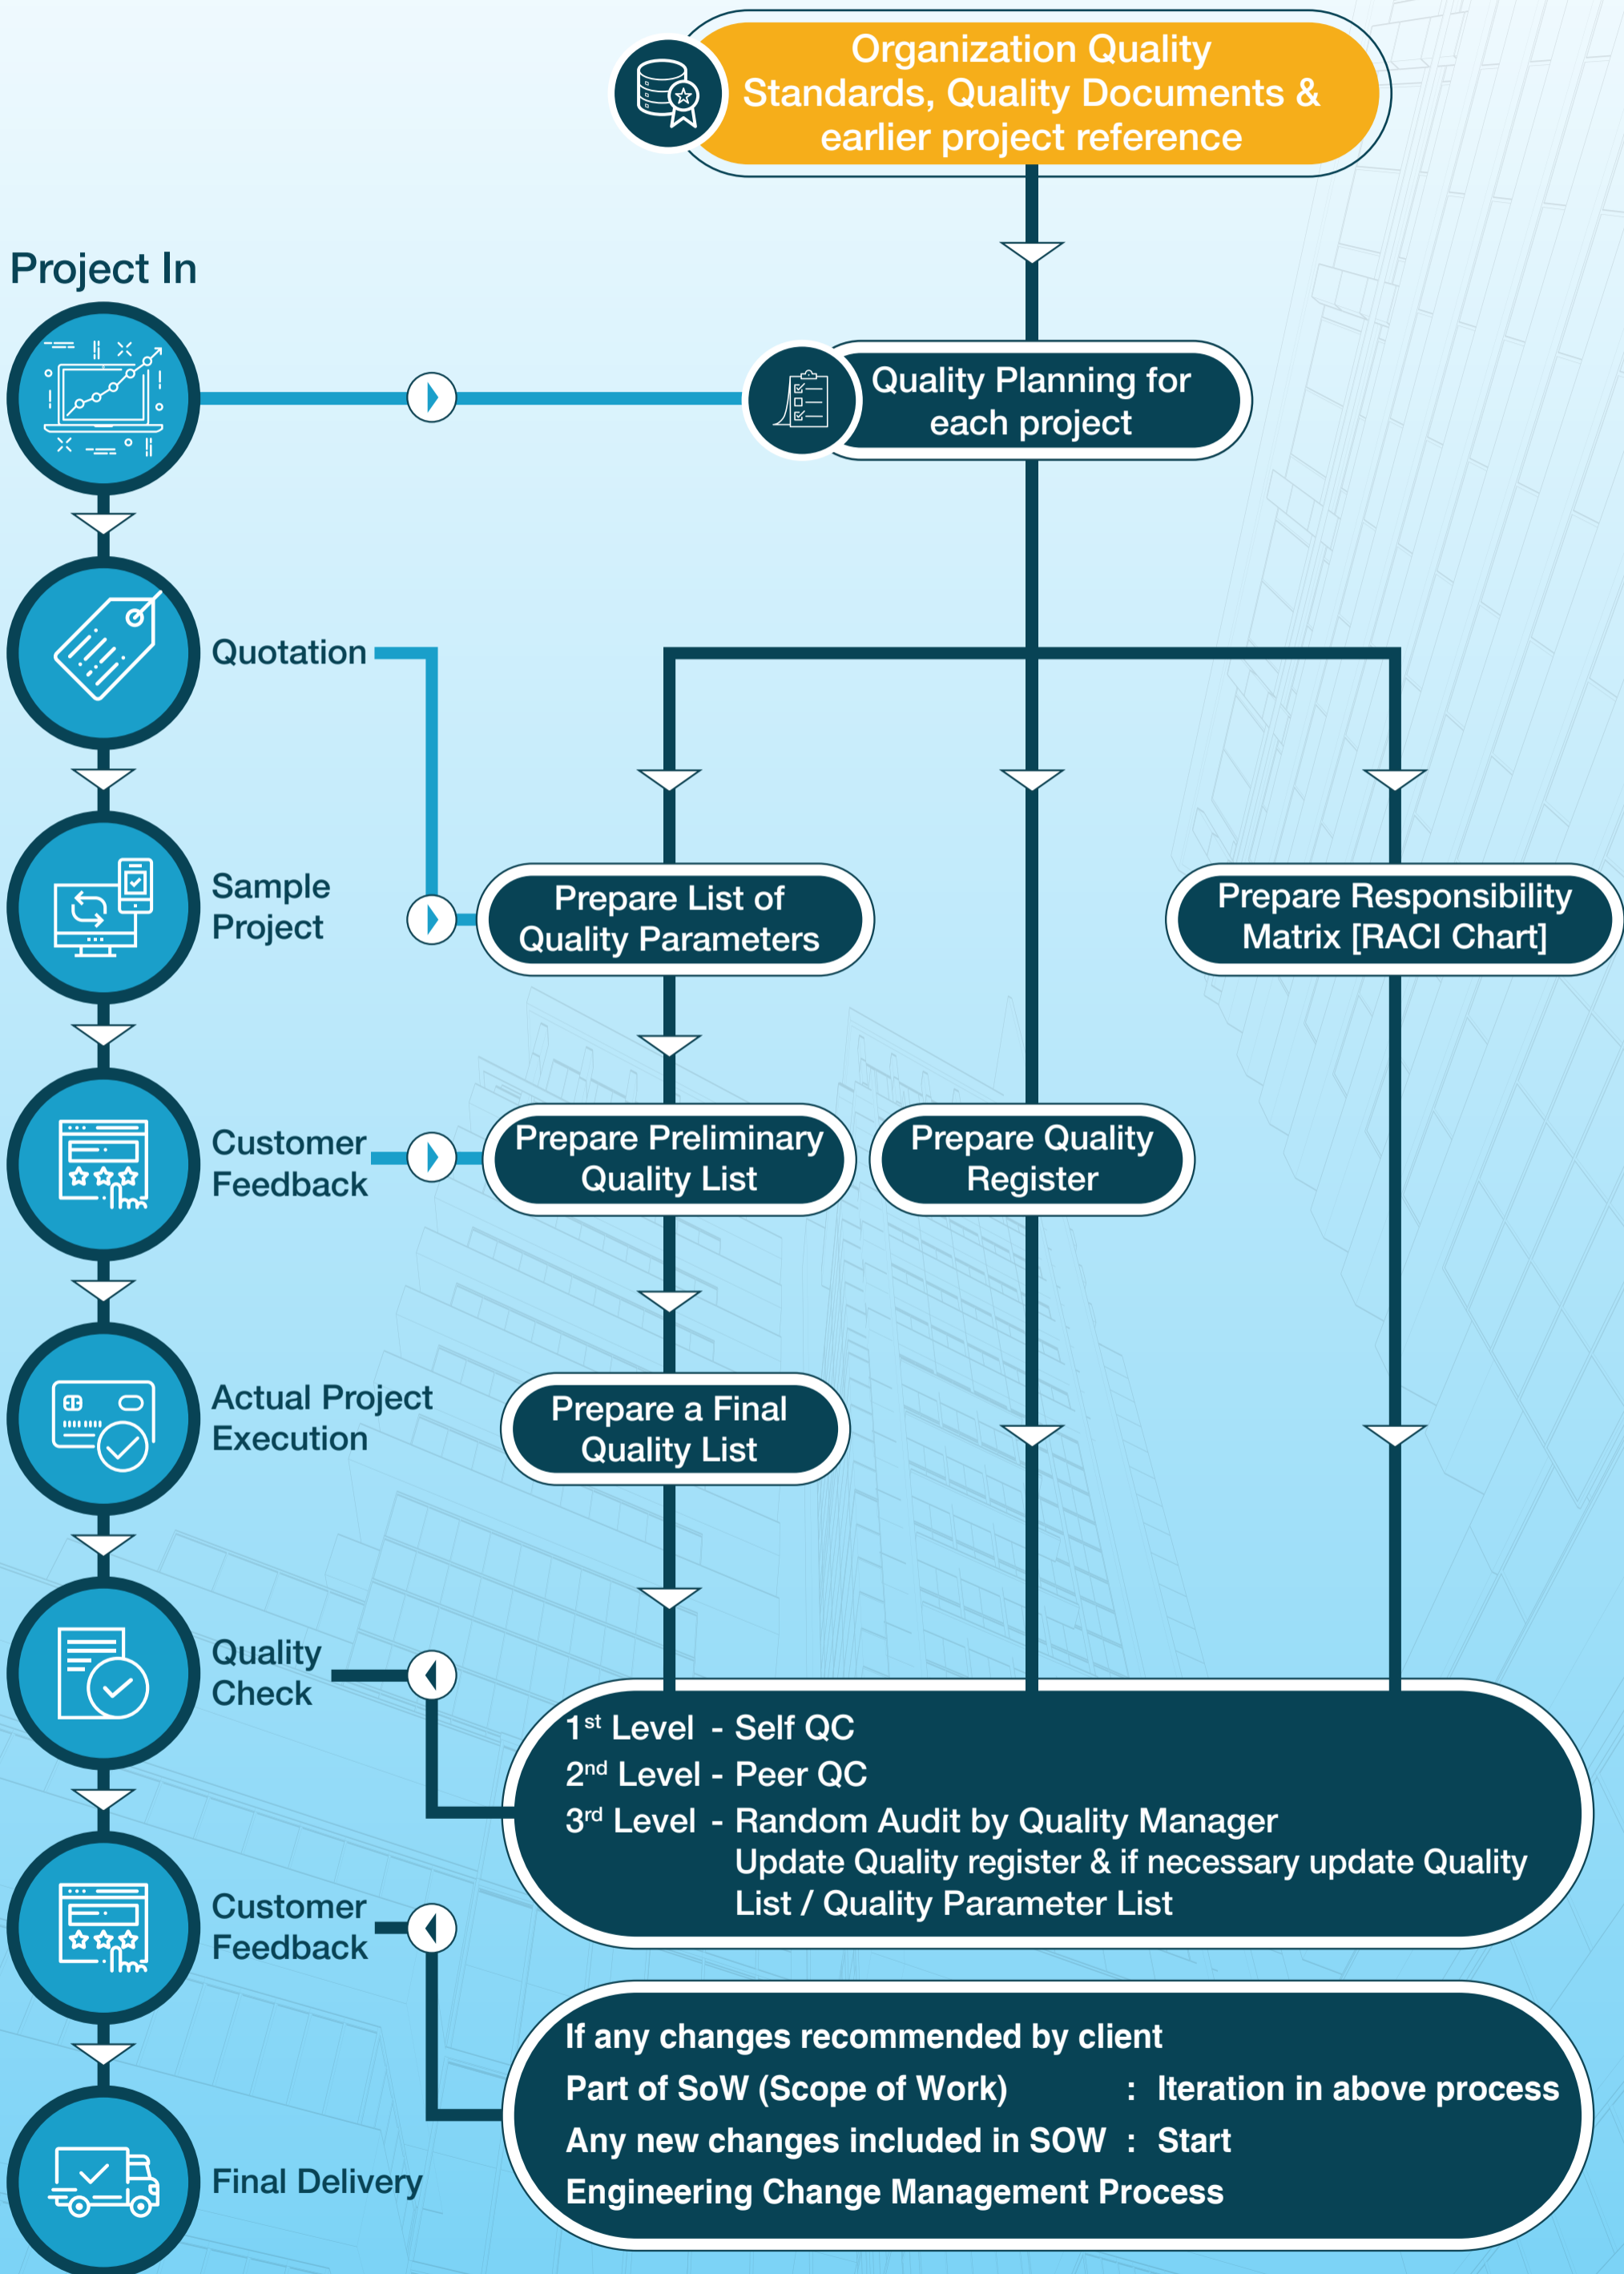 Organization Quality
Standards, Quality Documents &
earlier project reference
Project In
Quality Planning for
each project
Quotation
Sample
Project
Prepare List of
Quality Parameters
Prepare Responsibility
Matrix [RACI Chart]
Customer
Feedback
Prepare Preliminary
Quality List
Prepare Quality
Register
Actual Project
Execution
Prepare a Final
Quality List
Quality
Check
1st Level - Self QC
2nd Level - Peer QC
3rd Level - Random Audit by Quality Manager
Update Quality register & if necessary update Quality
List / Quality Parameter List
Customer
Feedback
If any changes recommended by client
Part of SoW (Scope of Work) : Iteration in above process
Any new changes included in SOW : Start
Engineering Change Management Process
Final Delivery